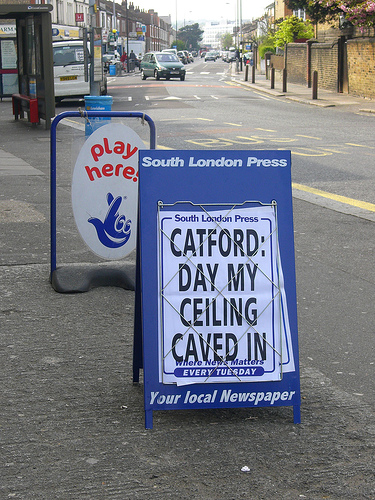 play
here!
South London Press
South London Press
CATFORD:
DAY MY
CEILING
CAVED IN
Where News Matters
EVERY TUESDAY
Your local Newspaper